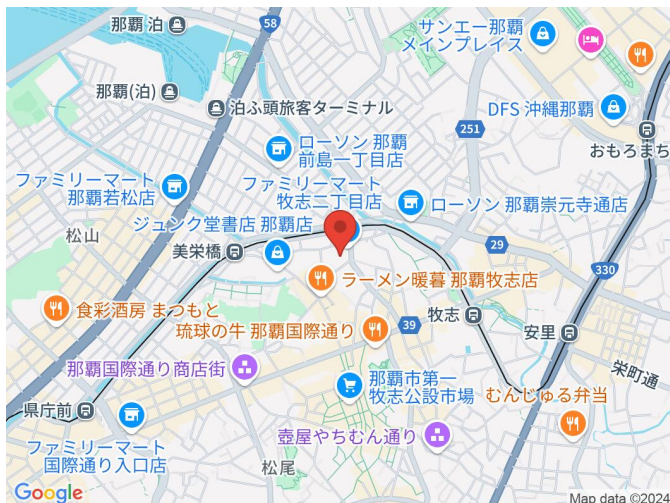 那覇 泊
58
サンエー那覇
メインプレイス
那覇(泊)
泊ふ頭旅客ターミナル
DFS 沖縄那覇
251
おもろまち
ローソン 那覇
前島一丁目店
ファミリーマート
那覇若松店
ファミリーマート
牧志二丁目店
ローソン 那覇崇元寺通店
ジュンク堂書店 那覇店
松山
美栄橋
29
330
ラーメン暖暮 那覇牧志店
食彩酒房 まつもと
琉球の牛 那覇国際通り
39
牧志
安里
那覇国際通り商店街
栄町通
那覇市第一
牧志公設市場
むんじゅる弁当
県庁前
ファミリーマート
国際通り入口店
壺屋やちむん通り
松尾
Google
Map data ©2024